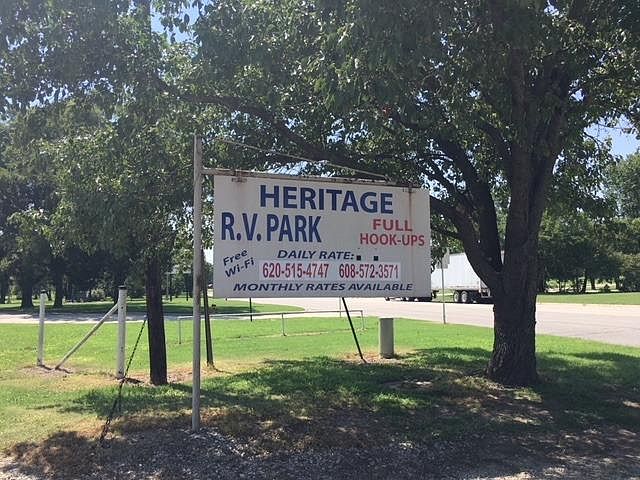 HERITAGE
R.V. PARK
FULL
HOOK-UPS
Free
Wi-Fi
DAILY RATE:
620-515-4747 608-572-3571
MONTHLY RATES AVAILABLE